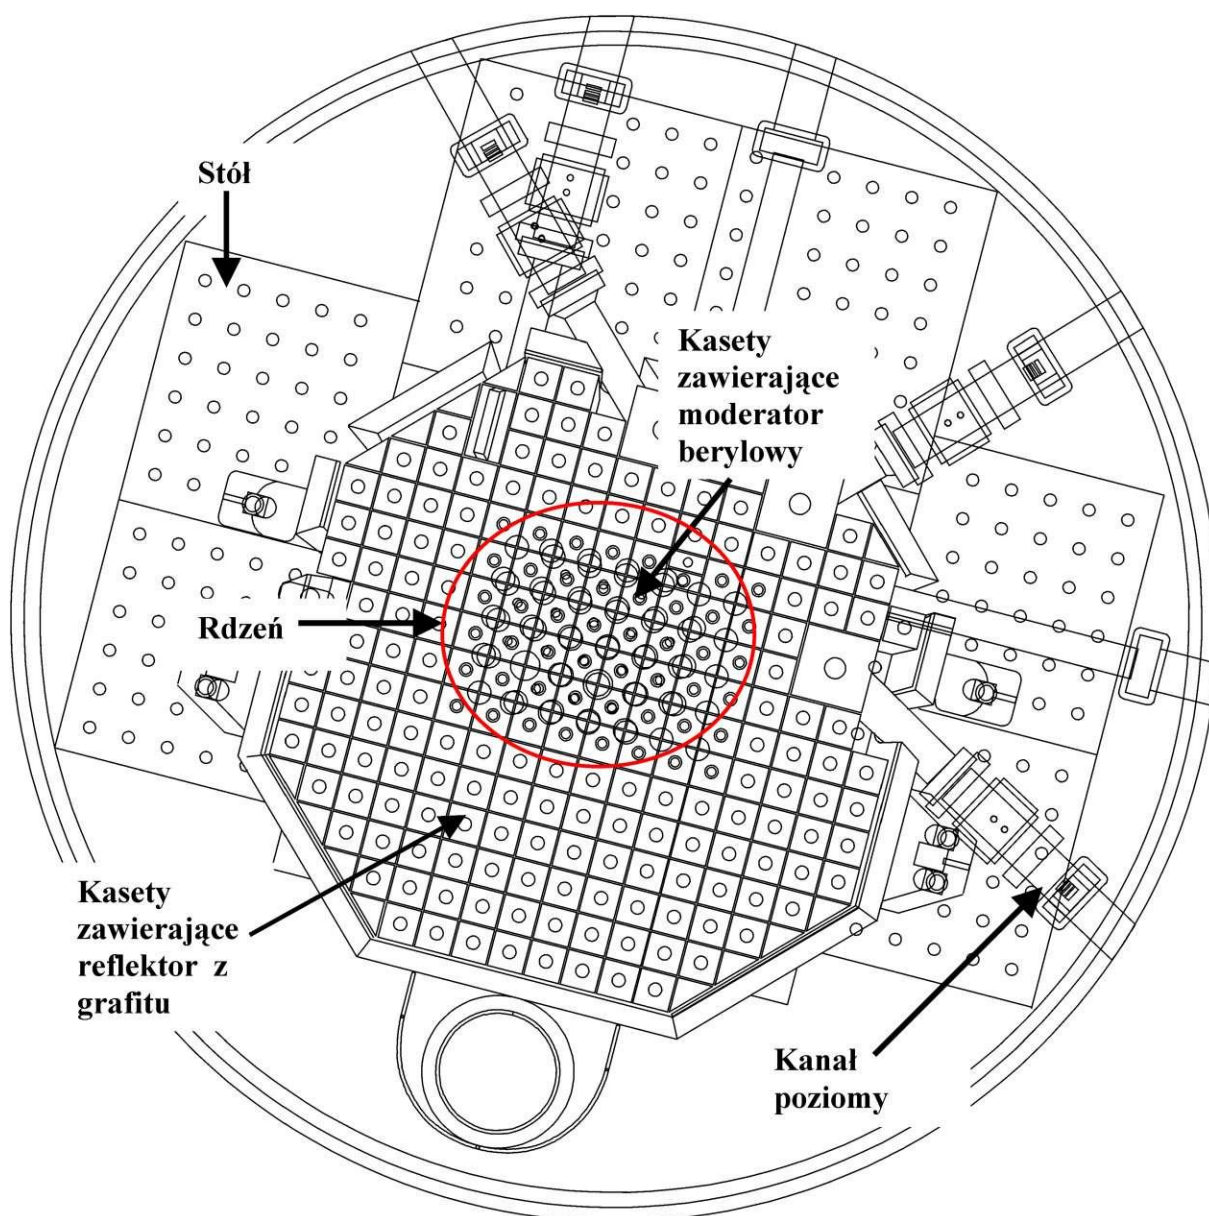 Stół
Kasety
zawierające
moderator
berylowy
Rdzeń
Kasety
zawierające
reflektor z
grafitu
Kanał
poziomy